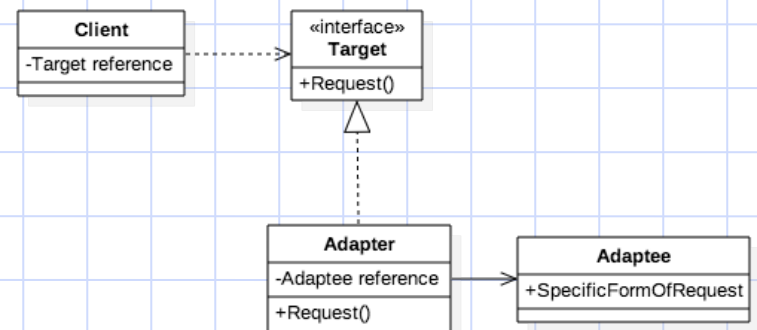 Client
-Target reference
«interface»
Target
+Request()
Adapter
-Adaptee reference
+Request()
Adaptee
+SpecificFormOfRequest